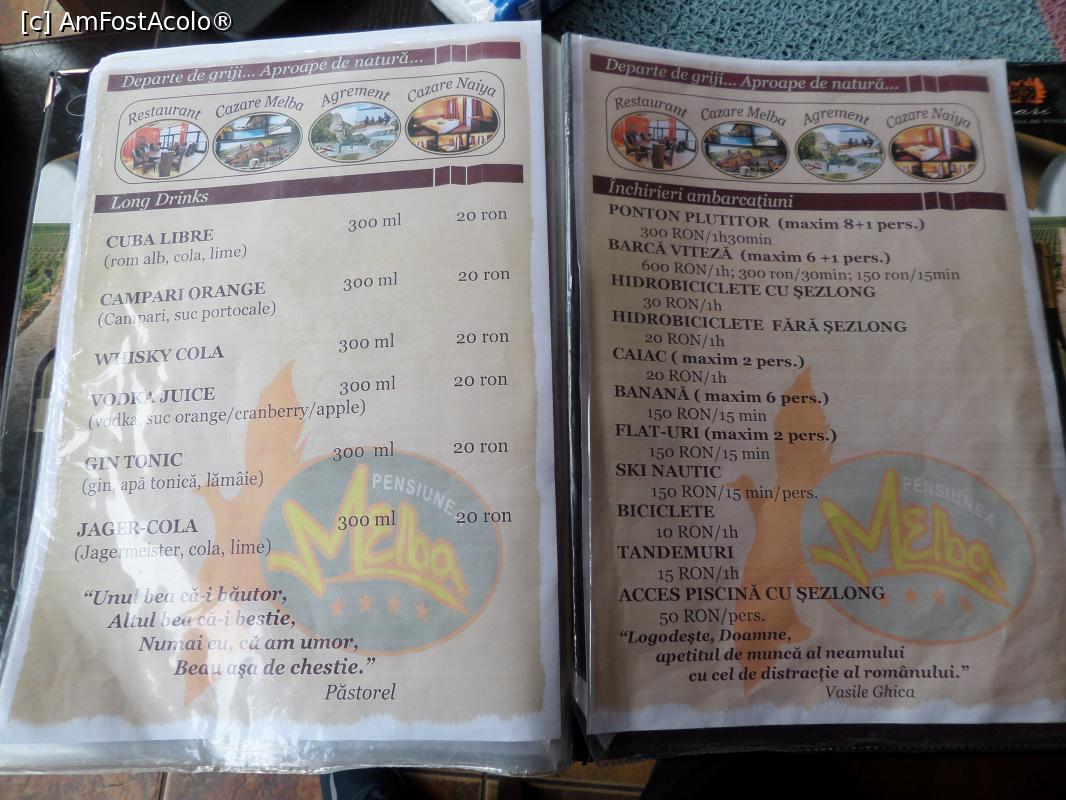 [c] AmFostAcolo®
Departe de griji... Aproape de natură...
Restaurant
Cazare Melba
Agrement
Cazare Naiya
Long Drinks
CUBA LIBRE 300 ml 20 ron
(rom alb, cola, lime)
CAMPARI ORANGE 300 ml 20 ron
(Campari, suc portocale)
WHISKY COLA 300 ml 20 ron
VODKA JUICE 300 ml 20 ron
(vodka, suc orange/cranberry/apple)
GIN TONIC 300 ml 20 ron
(gin, apă tonică, lămâie)
JAGER-COLA 300 ml 20 ron
(Jagermeister, cola, lime)
PENSIUNEA
MElba
“Unul bea că-i băutor,
Altul bea că-i bestie,
Numai eu, că am umor,
Beau aşa de chestie.”
Păstorel
Departe de griji... Aproape de natură...
Restaurant
Cazare Melba
Agrement
Cazare Naiya
Închirieri ambarcaţiuni
PONTON PLUTITOR (maxim 8+1 pers.)
300 RON/1h30min
BARCĂ VITEZĂ (maxim 6 +1 pers.)
600 RON/1h; 300 ron/30min; 150 ron/15min
HIDROBICICLETE CU ŞEZLONG
30 RON/1h
HIDROBICICLETE FĂRĂ ŞEZLONG
20 RON/1h
CAIAC ( maxim 2 pers.)
20 RON/1h
BANANĂ ( maxim 6 pers.)
150 RON/15 min
FLAT-URI (maxim 2 pers.)
150 RON/15 min
SKI NAUTIC
150 RON/15 min/pers.
BICICLETE
10 RON/1h
TANDEMURI
15 RON/1h
ACCES PISCINĂ CU ŞEZLONG
50 RON/pers.
PENSIUNEA
MElba
“Logodeşte, Doamne,
apetitul de muncă al neamului
cu cel de distracţie al românului.”
Vasile Ghica